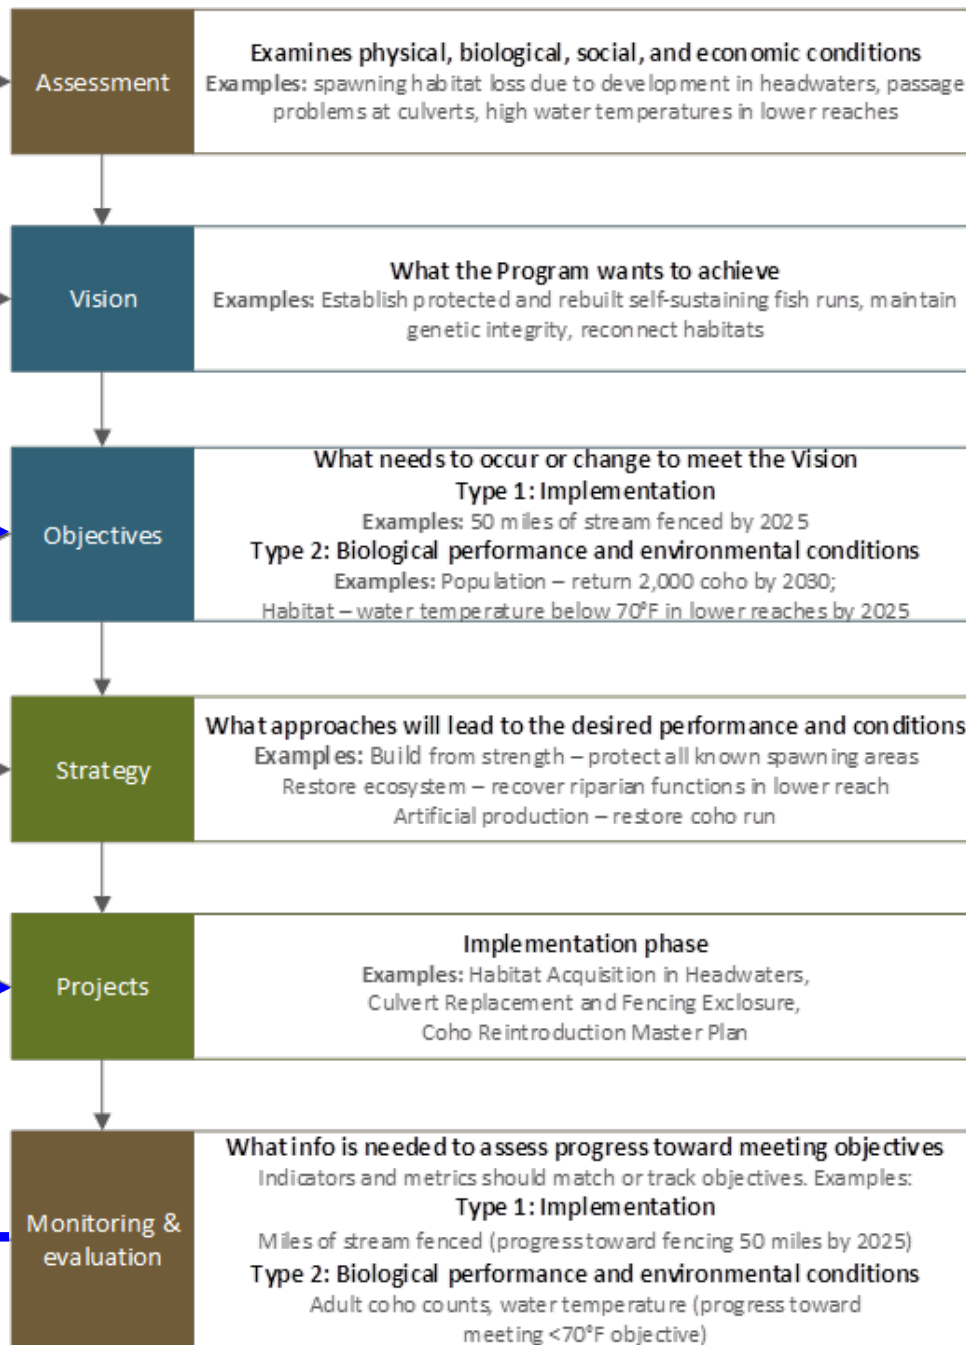 Assessment
Examines physical, biological, social, and economic conditions
Examples: spawning habitat loss due to development in headwaters, passage
problems at culverts, high water temperatures in lower reaches
Vision
What the Program wants to achieve
Examples: Establish protected and rebuilt self-sustaining fish runs, maintain
genetic integrity, reconnect habitats
Objectives
What needs to occur or change to meet the Vision
Type 1: Implementation
Examples: 50 miles of stream fenced by 2025
Type 2: Biological performance and environmental conditions
Examples: Population – return 2,000 coho by 2030;
Habitat – water temperature below 70°F in lower reaches by 2025
Strategy
What approaches will lead to the desired performance and conditions
Examples: Build from strength – protect all known spawning areas
Restore ecosystem – recover riparian functions in lower reach
Artificial production – restore coho run
Projects
Implementation phase
Examples: Habitat Acquisition in Headwaters,
Culvert Replacement and Fencing Exclosure,
Coho Reintroduction Master Plan
Monitoring &
evaluation
What info is needed to assess progress toward meeting objectives
Indicators and metrics should match or track objectives. Examples:
Type 1: Implementation
Miles of stream fenced (progress toward fencing 50 miles by 2025)
Type 2: Biological performance and environmental conditions
Adult coho counts, water temperature (progress toward
meeting <70°F objective)